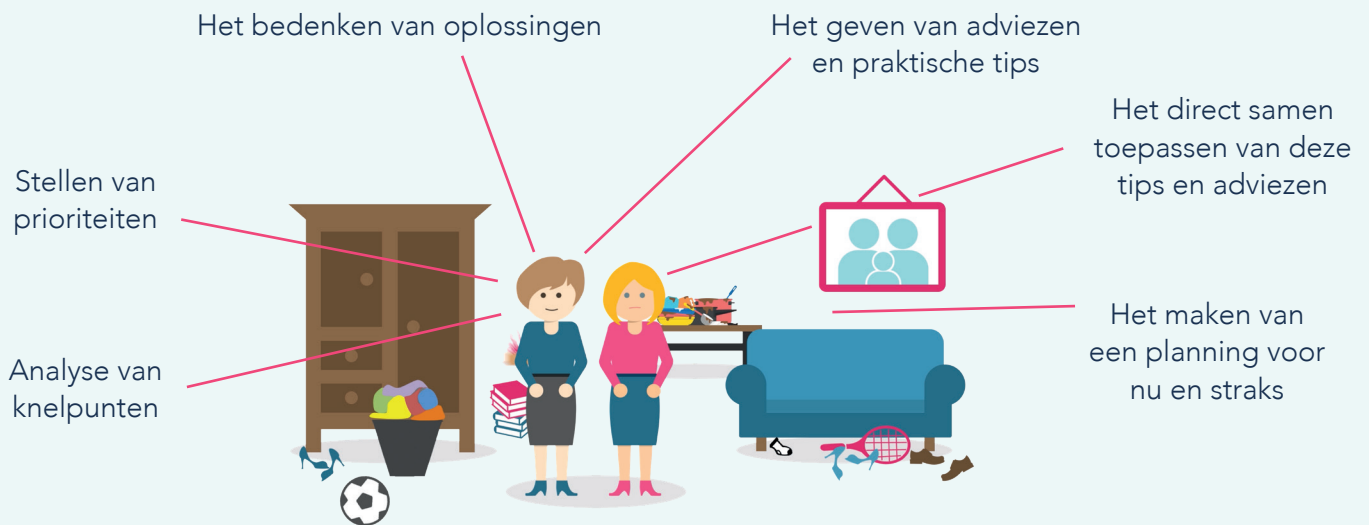 Het bedenken van oplossingen
Het geven van adviezen
en praktische tips
Het direct samen
toepassen van deze
tips en adviezen
Stellen van
prioriteiten
Het maken van
een planning voor
nu en straks
Analyse van
knelpunten